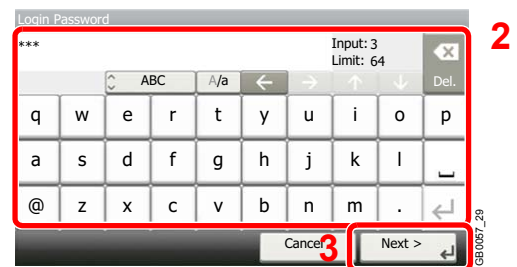 Login Password
*** Input: 3
Limit: 64
ABC A/a Del.
q w e r t y u i o p
a s d f g h j k l
@ z x c v b n m .
Cancel Next >
2
3
GB0057_29